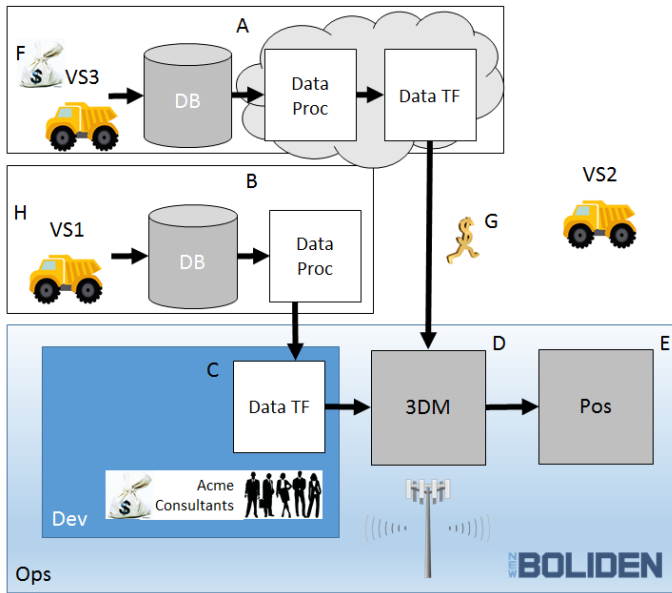 A
F
$
VS3
DB
Data
Proc
Data TF
B
H
VS1
DB
Data
Proc
$
G
VS2
C
Data TF
D
3DM
E
Pos
$
Acme
Consultants
Dev
Ops
NEW
BOLIDEN